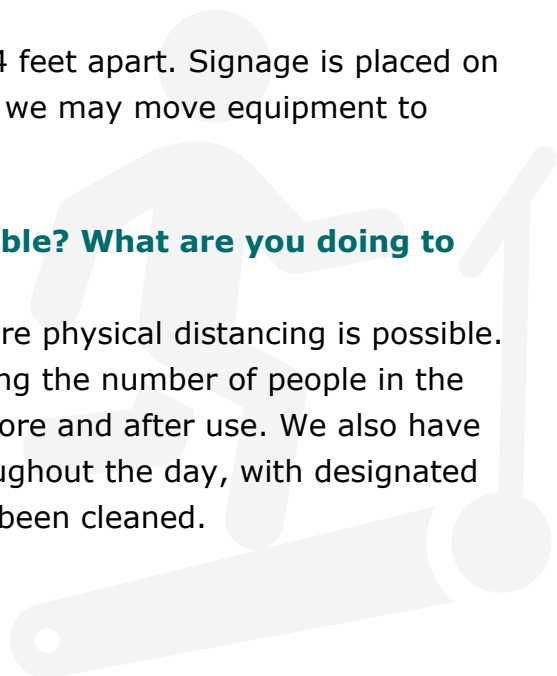 4 feet apart. Signage is placed on
we may move equipment to
ble? What are you doing to
re physical distancing is possible.
ng the number of people in the
ore and after use. We also have
ughout the day, with designated
been cleaned.